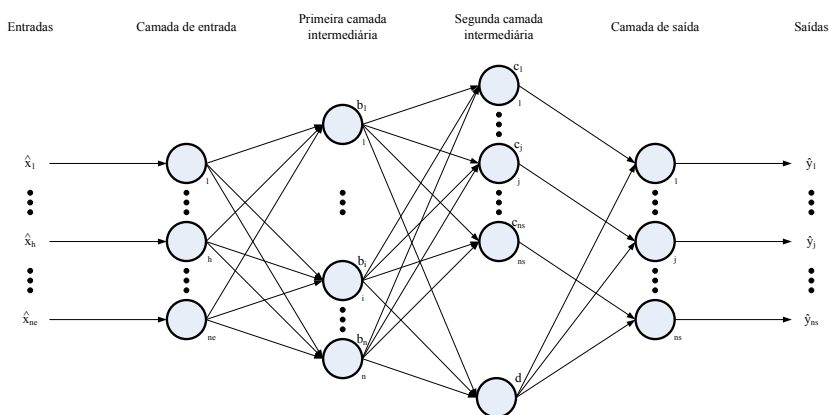 Entradas
Camada de entrada
Primeira camada
intermediária
Segunda camada
intermediária
Camada de saída
Saídas
c1
1
b1
1
x̂1
1
cj
j
1
ŷ1
x̂h
h
cns
ns
j
ŷj
bi
i
x̂ne
ne
bn
n
ns
ŷns
d